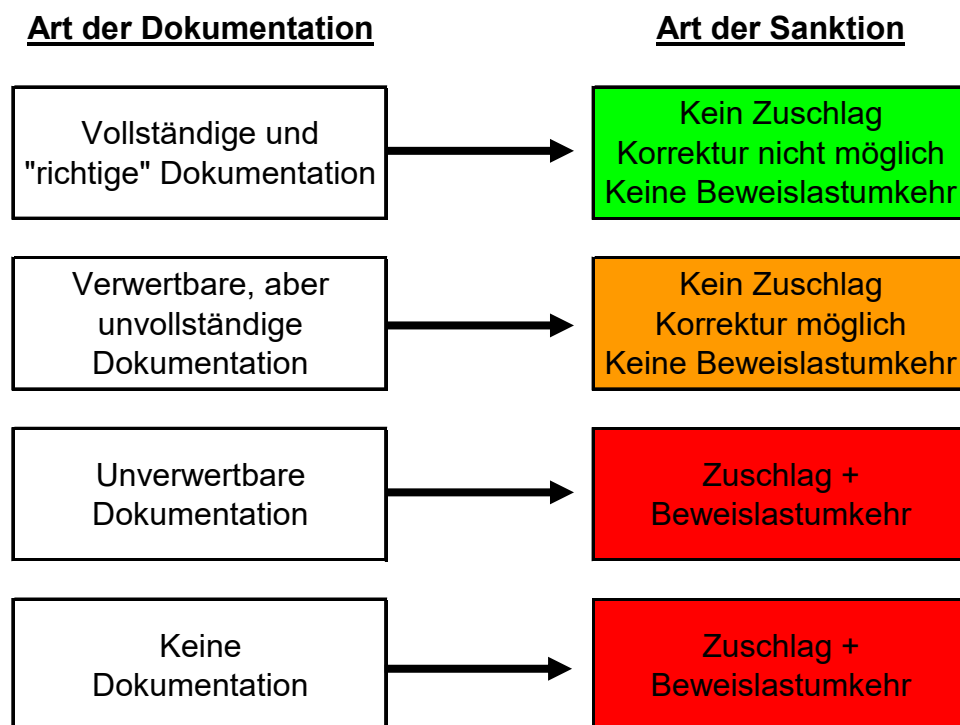 Art der Dokumentation
Art der Sanktion
Vollständige und
"richtige" Dokumentation
Kein Zuschlag
Korrektur nicht möglich
Keine Beweislastumkehr
Verwertbare, aber
unvollständige
Dokumentation
Kein Zuschlag
Korrektur möglich
Keine Beweislastumkehr
Unverwertbare
Dokumentation
Zuschlag +
Beweislastumkehr
Keine
Dokumentation
Zuschlag +
Beweislastumkehr